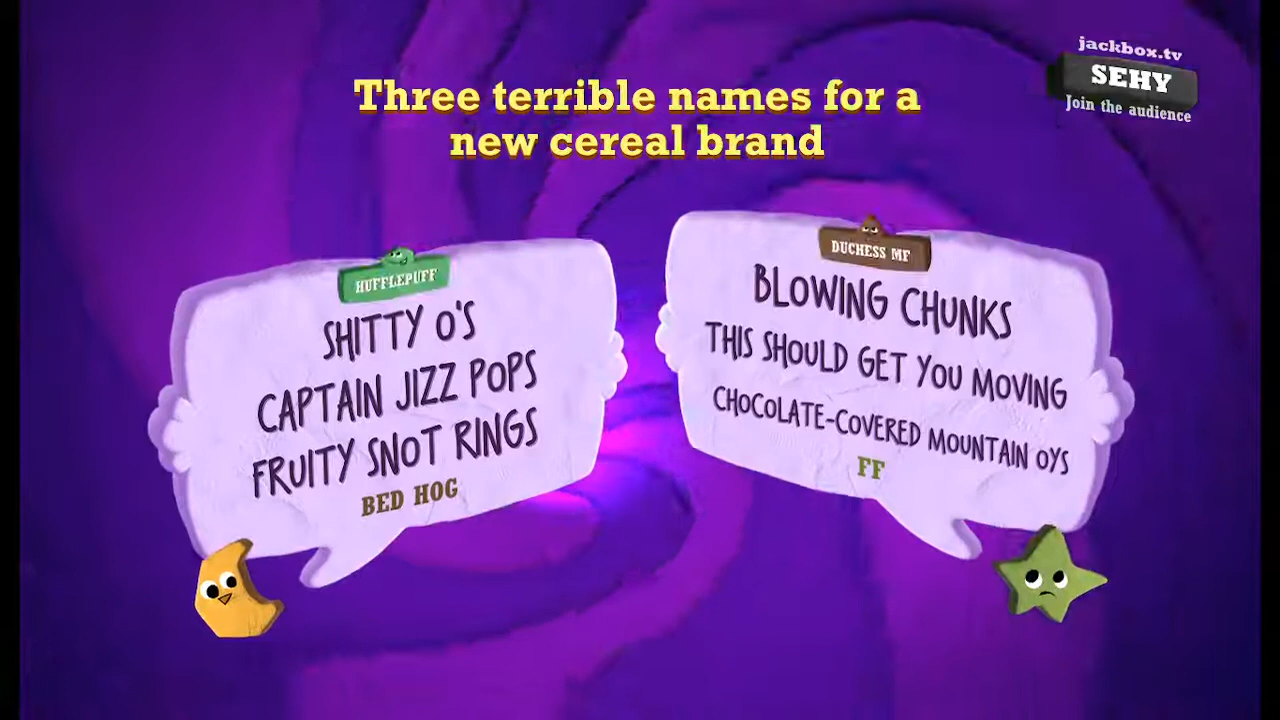 jackbox.tv
SEHY
Join the audience
Three terrible names for a
new cereal brand
HUFFLEPUFF
SHITTY O'S
CAPTAIN JIZZ POPS
FRUITY SNOT RINGS
BED HOG
DUCHESS MF
BLOWING CHUNKS
THIS SHOULD GET YOU MOVING
CHOCOLATE-COVERED MOUNTAIN OYS
FF